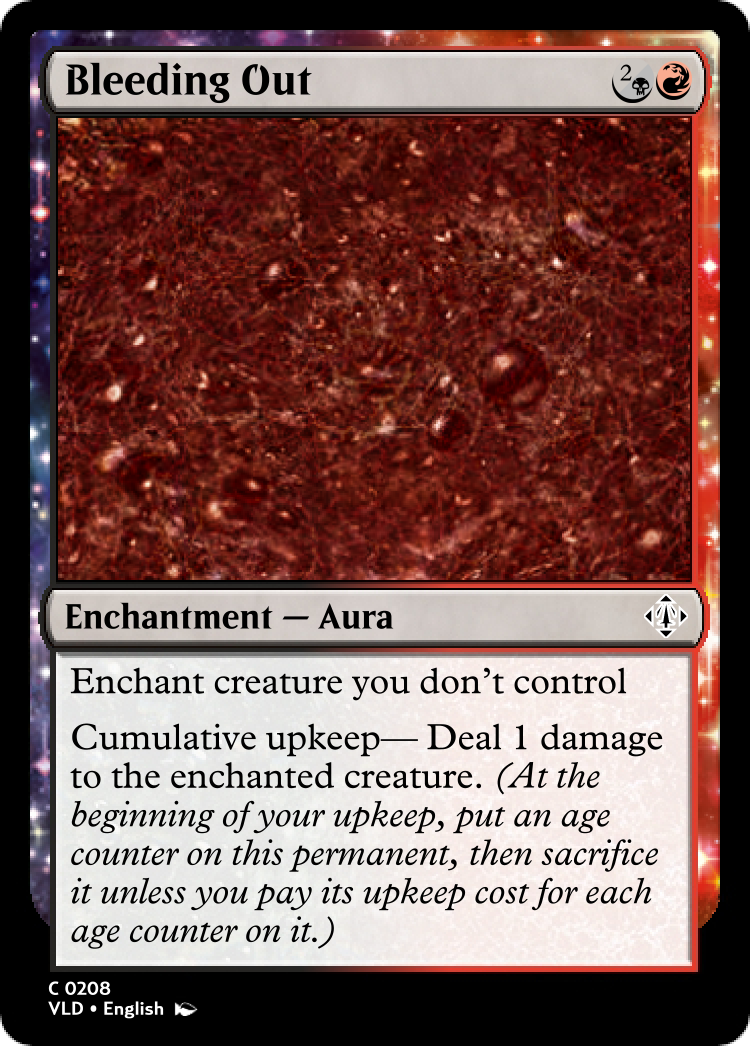 Bleeding Out 2
Enchantment — Aura
Enchant creature you don’t control
Cumulative upkeep— Deal 1 damage
to the enchanted creature. (At the
beginning of your upkeep, put an age
counter on this permanent, then sacrifice
it unless you pay its upkeep cost for each
age counter on it.)
C 0208
VLD • English